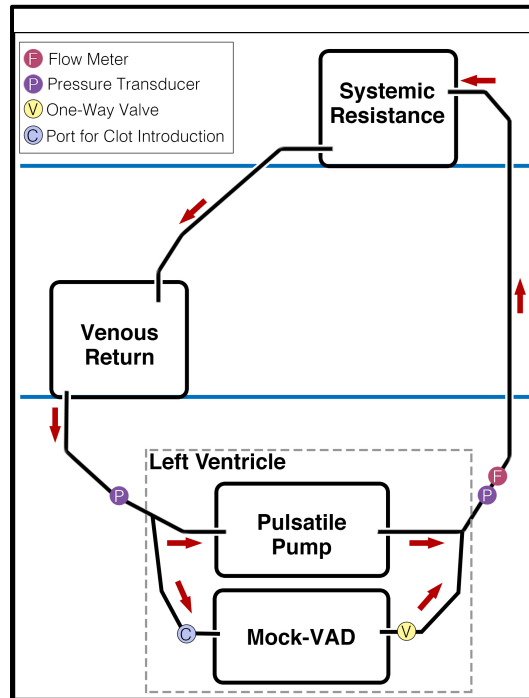 F Flow Meter
P Pressure Transducer
V One-Way Valve
C Port for Clot Introduction
Systemic
Resistance
Venous
Return
Left Ventricle
P
F
P
Pulsatile
Pump
C
Mock-VAD
V